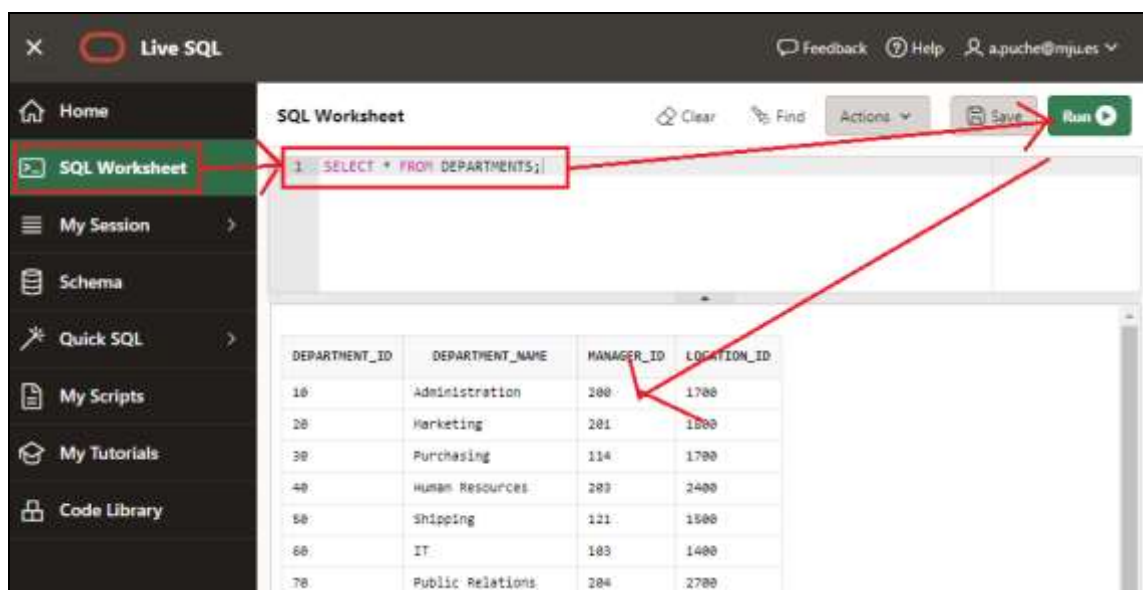 Live SQL
Feedback Help a.puche@mju.es
Home
SQL Worksheet
My Session
Schema
Quick SQL
My Scripts
My Tutorials
Code Library
SQL Worksheet Clear Find Actions Save Run
1 SELECT * FROM DEPARTMENTS;
DEPARTMENT_ID DEPARTMENT_NAME MANAGER_ID LOCATION_ID
10 Administration 200 1700
20 Marketing 201 1800
30 Purchasing 114 1700
40 Human Resources 203 2400
50 Shipping 121 1500
60 IT 103 1400
70 Public Relations 204 2700